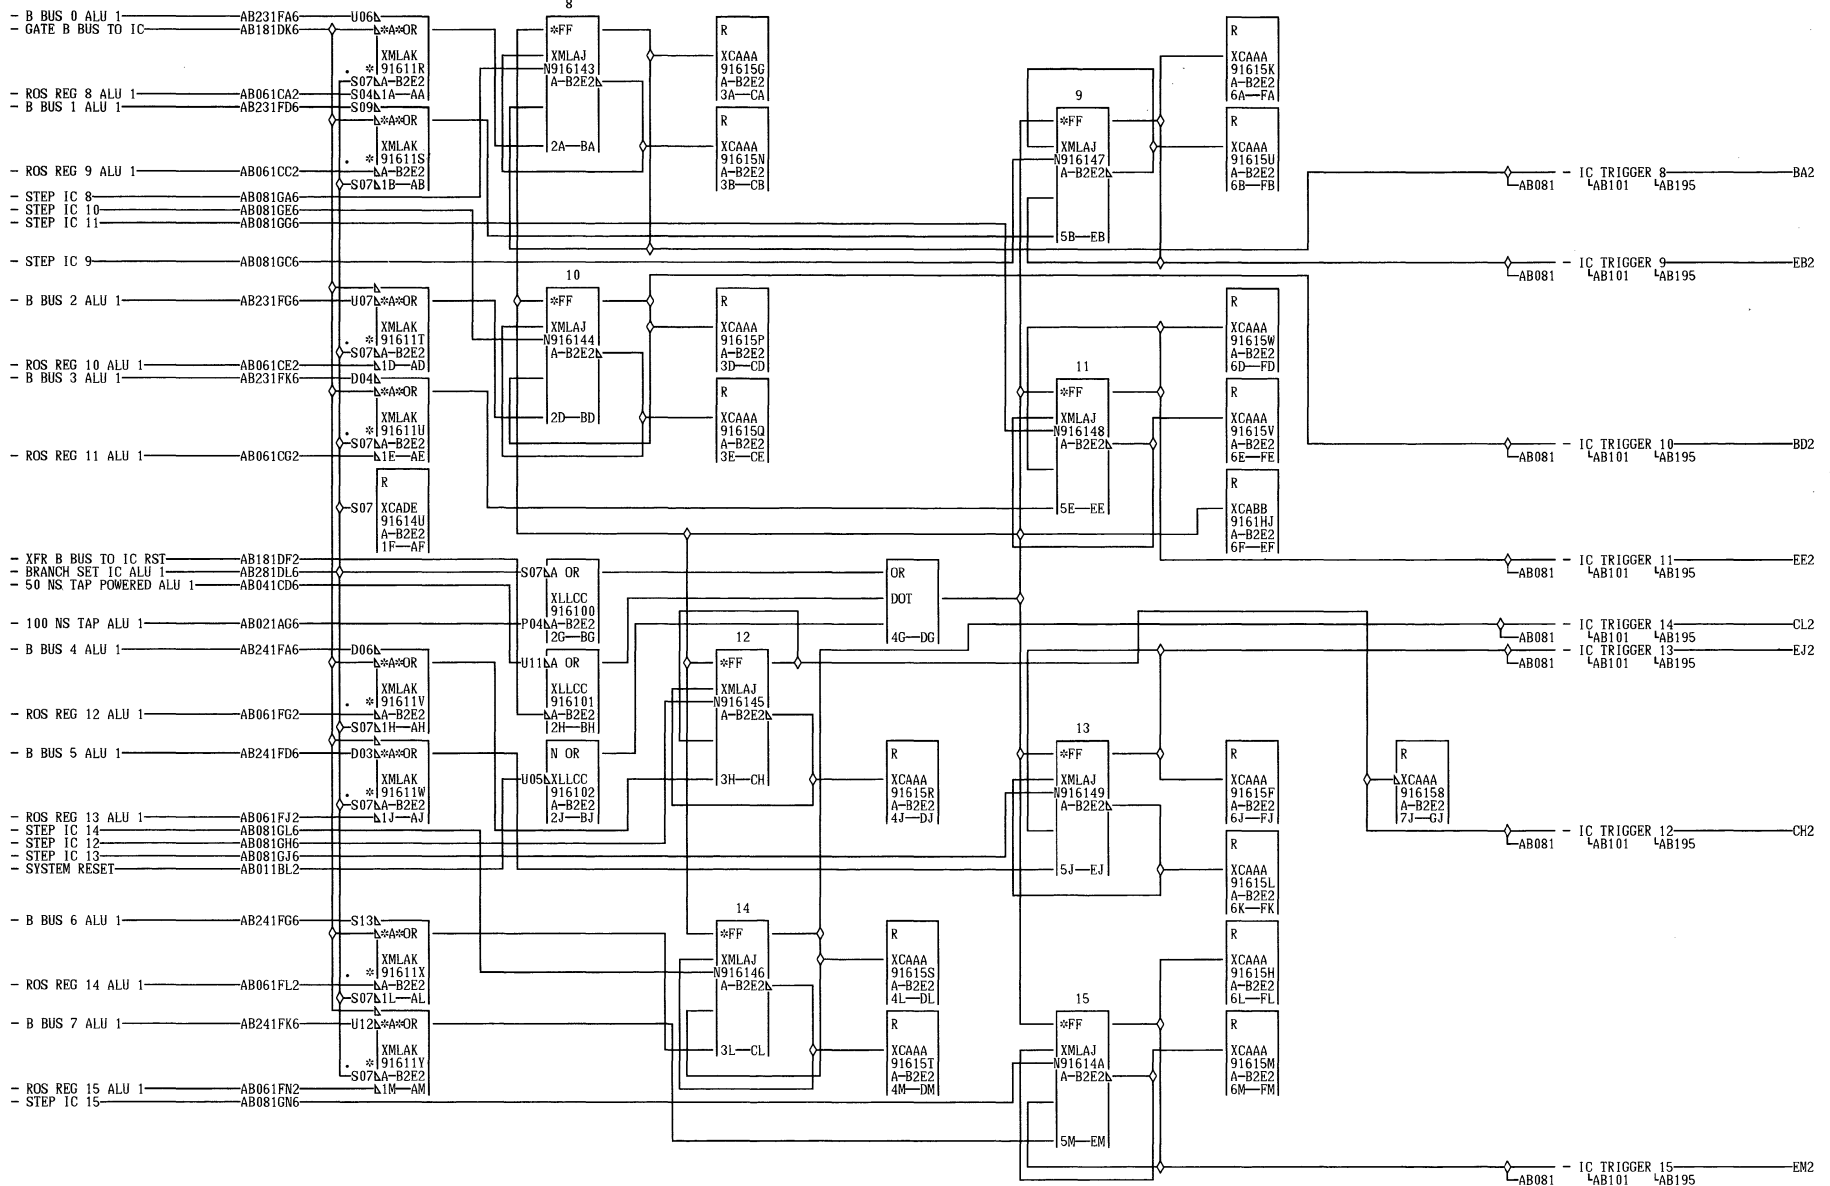 8
- B BUS 0 ALU 1 AB231FA6 U06
- GATE B BUS TO IC AB181DK6
*A*OR
XMLAK
* 91611R
S07 A-B2E2
- ROS REG 8 ALU 1 AB061CA2 S04 1A—AA
- B BUS 1 ALU 1 AB231FD6 S09
*A*OR
XMLAK
* 91611S
- ROS REG 9 ALU 1 AB061CC2 A-B2E2
S07 1B—AB
- STEP IC 8 AB081GA6
- STEP IC 10 AB081GE6
- STEP IC 11 AB081GG6
- STEP IC 9 AB081GC6
- B BUS 2 ALU 1 AB231FG6 U07 *A*OR
XMLAK
* 91611T
S07 A-B2E2
- ROS REG 10 ALU 1 AB061CE2 1D—AD
- B BUS 3 ALU 1 AB231FK6 D04
*A*OR
XMLAK
* 91611U
S07 A-B2E2
- ROS REG 11 ALU 1 AB061CG2 1E—AE
R
S07 XCADE
91614U
A-B2E2
1F—AF
- XFR B BUS TO IC RST AB181DF2
- BRANCH SET IC ALU 1 AB281DL6
- 50 NS TAP POWERED ALU 1 AB041CD6
- 100 NS TAP ALU 1 AB021AG6
- B BUS 4 ALU 1 AB241FA6 D06
*A*OR
XMLAK
* 91611V
- ROS REG 12 ALU 1 AB061FG2 A-B2E2
S07 1H—AH
- B BUS 5 ALU 1 AB241FD6 D03 *A*OR
XMLAK
* 91611W
S07 A-B2E2
- ROS REG 13 ALU 1 AB061FJ2 1J—AJ
- STEP IC 14 AB081GL6
- STEP IC 12 AB081GH6
- STEP IC 13 AB081GJ6
- SYSTEM RESET AB011BL2
- B BUS 6 ALU 1 AB241FG6 S13
*A*OR
XMLAK
* 91611X
- ROS REG 14 ALU 1 AB061FL2 A-B2E2
S07 1L—AL
- B BUS 7 ALU 1 AB241FK6 U12 *A*OR
XMLAK
* 91611Y
S07 A-B2E2
- ROS REG 15 ALU 1 AB061FN2 1M—AM
- STEP IC 15 AB081GN6
*FF
XMLAJ
N916143
A-B2E2
2A—BA
10
*FF
XMLAJ
N916144
A-B2E2
2D—BD
S07 A OR
XLLCC
916100
P04 A-B2E2
2G—BG
U11 A OR
XLLCC
916101
A-B2E2
2H—BH
N OR
U05 XLLCC
916102
A-B2E2
2J—BJ
R
XCAAA
91615G
A-B2E2
3A—CA
R
XCAAA
91615N
A-B2E2
3B—CB
R
XCAAA
91615P
A-B2E2
3D—CD
R
XCAAA
91615Q
A-B2E2
3E—CE
12
*FF
XMLAJ
N916145
A-B2E2
3H—CH
14
*FF
XMLAJ
N916146
A-B2E2
3L—CL
OR
DOT
4G—DG
R
XCAAA
91615R
A-B2E2
4J—DJ
R
XCAAA
91615S
A-B2E2
4L—DL
R
XCAAA
91615T
A-B2E2
4M—DM
9
*FF
XMLAJ
N916147
A-B2E2
5B—EB
11
*FF
XMLAJ
N916148
A-B2E2
5E—EE
13
*FF
XMLAJ
N916149
A-B2E2
5J—EJ
15
*FF
XMLAJ
N91614A
A-B2E2
5M—EM
R
XCAAA
91615K
A-B2E2
6A—FA
R
XCAAA
91615U
A-B2E2
6B—FB
R
XCAAA
91615W
A-B2E2
6D—FD
R
XCAAA
91615V
A-B2E2
6E—FE
R
XCABB
9161HJ
A-B2E2
6F—EF
R
XCAAA
91615F
A-B2E2
6J—FJ
R
XCAAA
91615L
A-B2E2
6K—FK
R
XCAAA
91615H
A-B2E2
6L—FL
R
XCAAA
91615M
A-B2E2
6M—FM
R
XCAAA
916158
A-B2E2
7J—GJ
- IC TRIGGER 8 BA2
AB081 AB101 AB195
- IC TRIGGER 9 EB2
AB081 AB101 AB195
- IC TRIGGER 10 BD2
AB081 AB101 AB195
- IC TRIGGER 11 EE2
AB081 AB101 AB195
- IC TRIGGER 14 CL2
AB081 AB101 AB195
- IC TRIGGER 13 EJ2
AB081 AB101 AB195
- IC TRIGGER 12 CH2
AB081 AB101 AB195
- IC TRIGGER 15 EM2
AB081 AB101 AB195